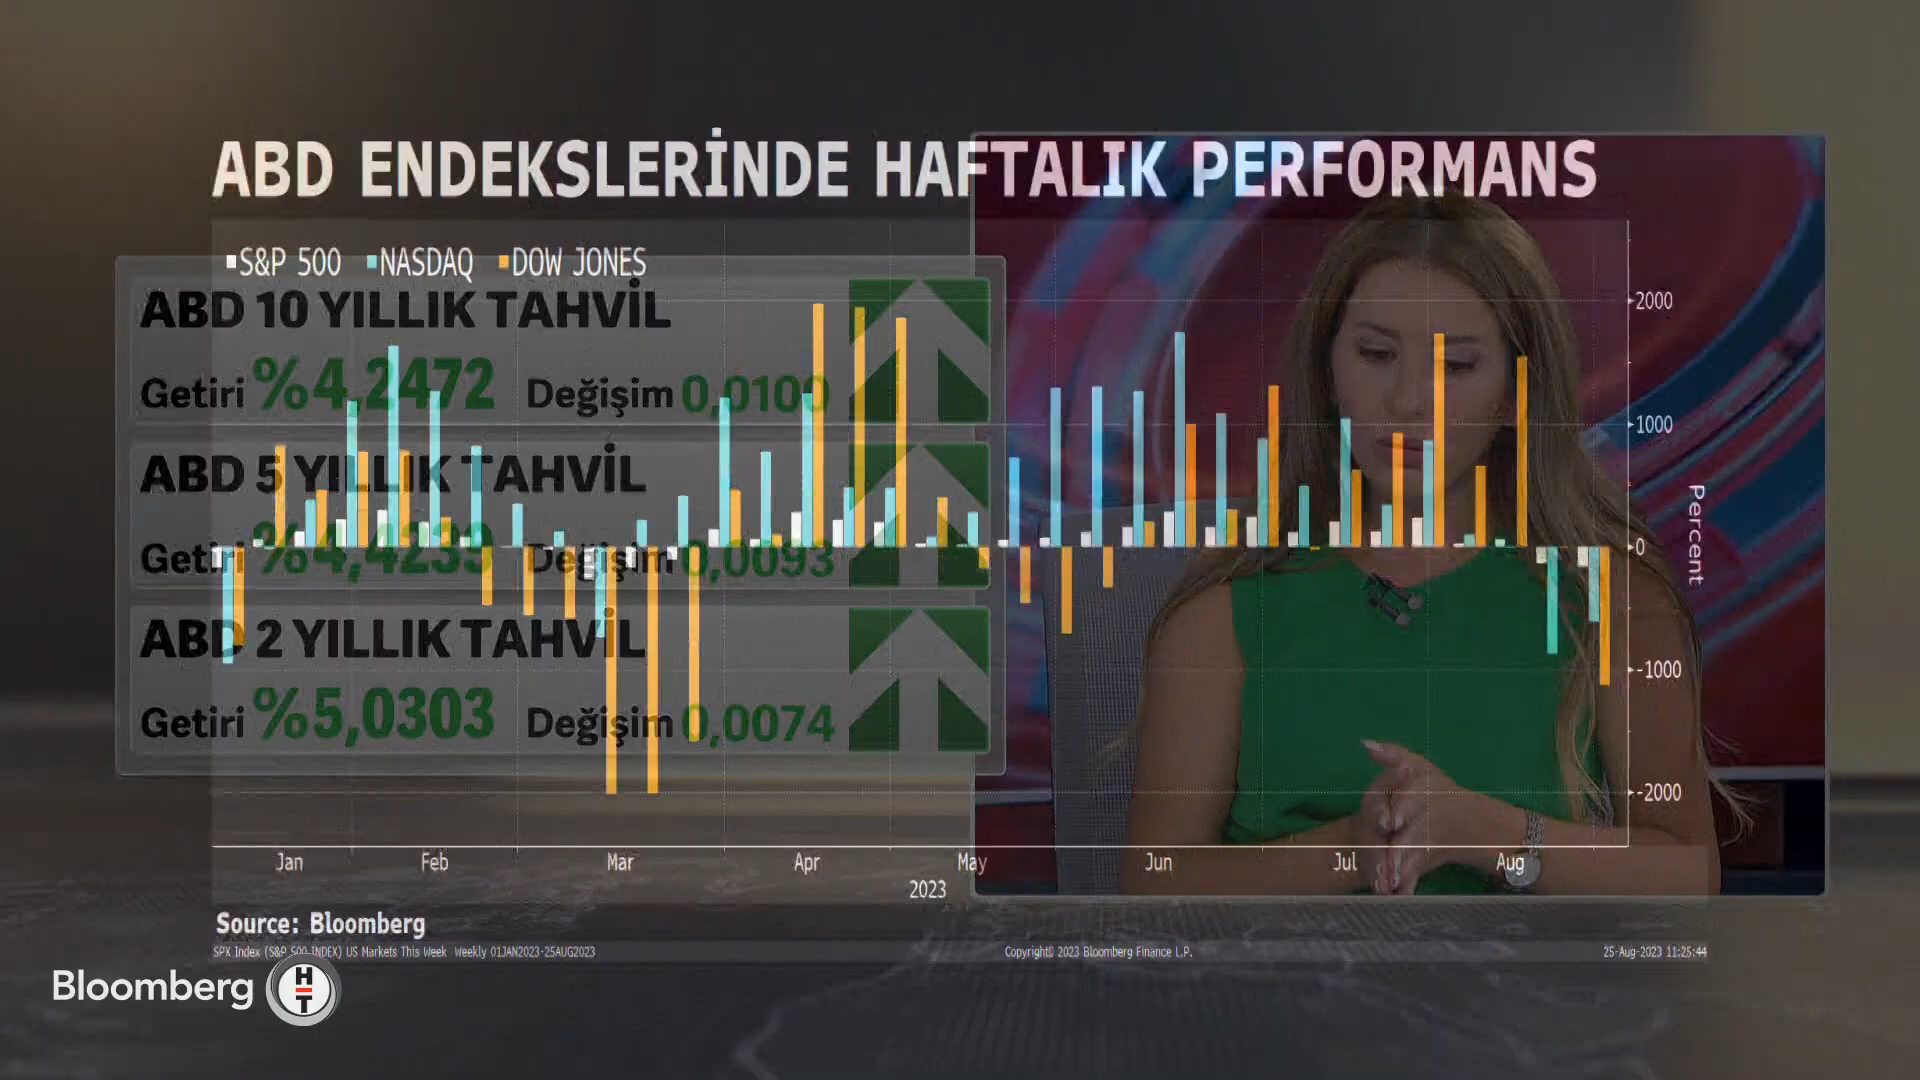 ABD ENDEKSLERİNDE HAFTALIK PERFORMANS
S&P 500 NASDAQ DOW JONES
ABD 10 YILLIK TAHVİL
Getiri %4,2472 Değişim 0,0100
ABD 5 YILLIK TAHVİL
Getiri %4,4239 Değişim 0,0093
ABD 2 YILLIK TAHVİL
Getiri %5,0303 Değişim 0,0074
2000
1000
0
-1000
-2000
Percent
Jan Feb Mar Apr May Jun Jul Aug
2023
Source: Bloomberg
SPX Index (S&P 500 INDEX) US Markets This Week Weekly 01JAN2023-25AUG2023 Copyright© 2023 Bloomberg Finance L.P. 25-Aug-2023 11:25:44
Bloomberg HT